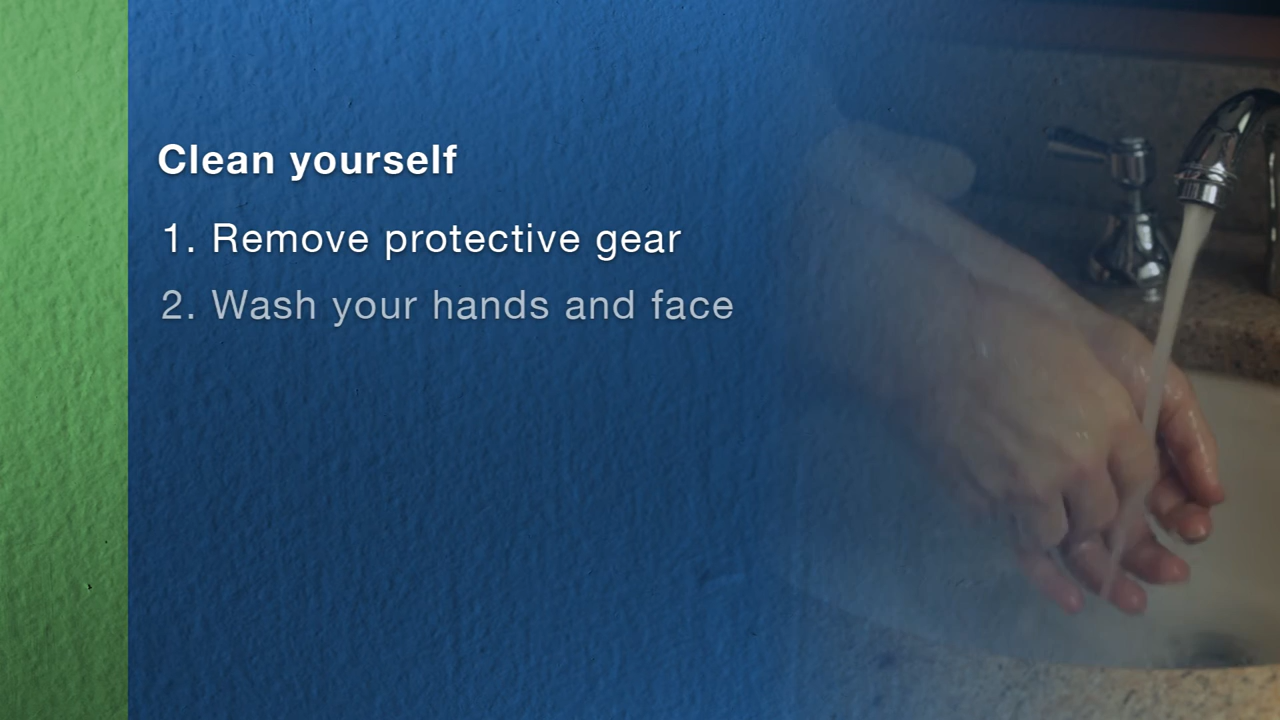 Clean yourself
1. Remove protective gear
2. Wash your hands and face